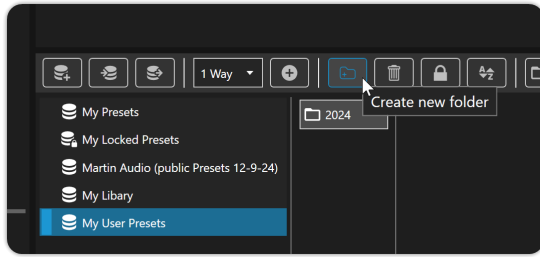 1 Way
Create new folder
My Presets
2024
My Locked Presets
Martin Audio (public Presets 12-9-24)
My Libary
My User Presets